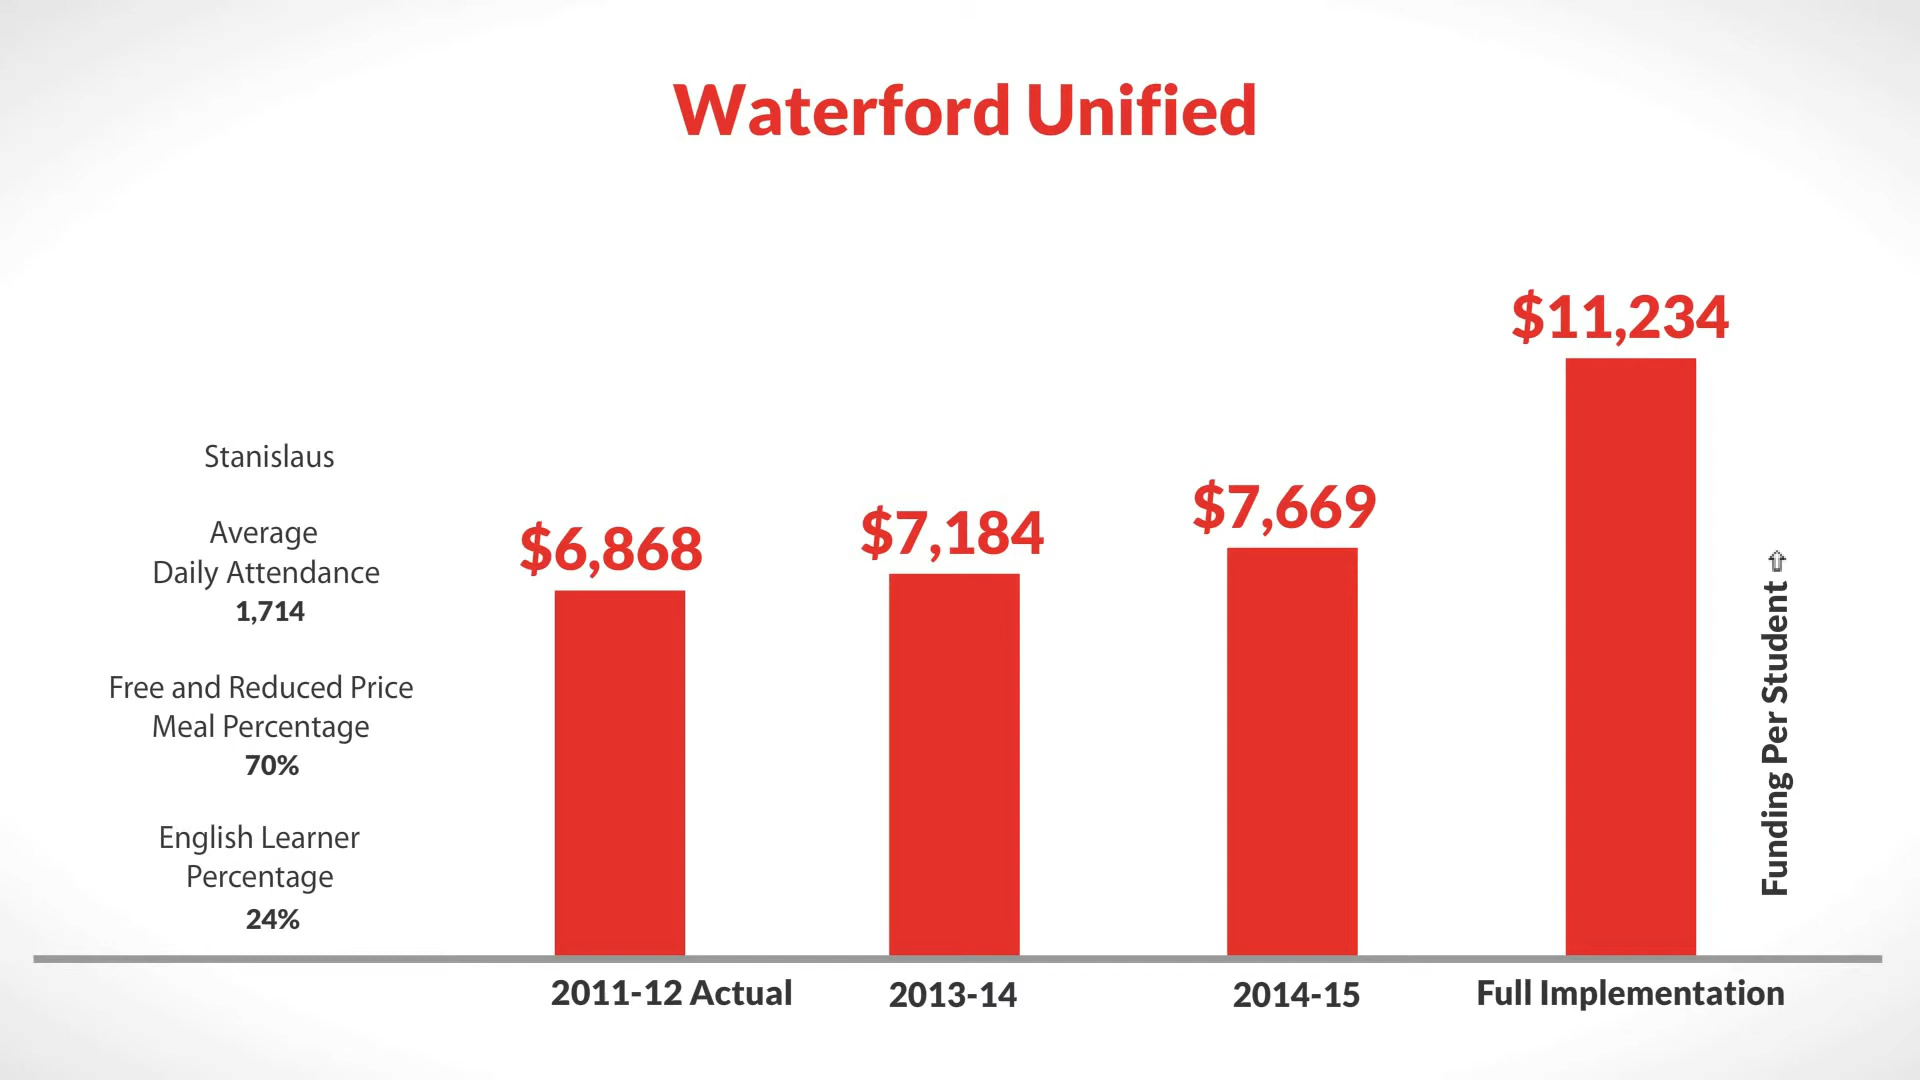 Waterford Unified
Stanislaus
Average
Daily Attendance
1,714
Free and Reduced Price
Meal Percentage
70%
English Learner
Percentage
24%
$6,868
$7,184
$7,669
$11,234
Funding Per Student ⇧
2011-12 Actual
2013-14
2014-15
Full Implementation